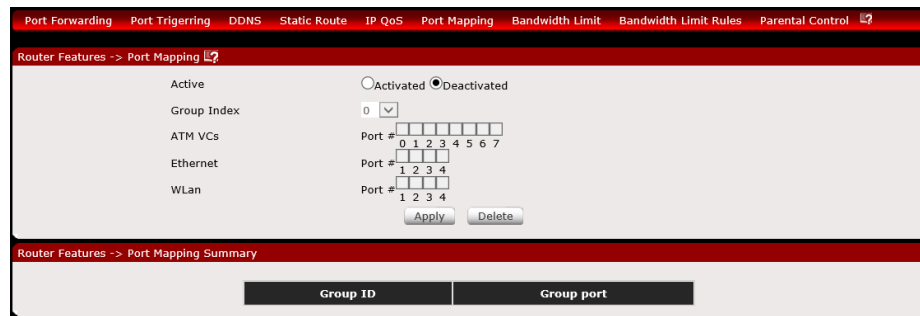 Port Forwarding Port Trigerring DDNS Static Route IP QoS Port Mapping Bandwidth Limit Bandwidth Limit Rules Parental Control
Router Features -> Port Mapping
Active Activated Deactivated
Group Index 0
ATM VCs Port #
0 1 2 3 4 5 6 7
Ethernet Port #
1 2 3 4
WLan Port #
1 2 3 4
Apply Delete
Router Features -> Port Mapping Summary
Group ID Group port